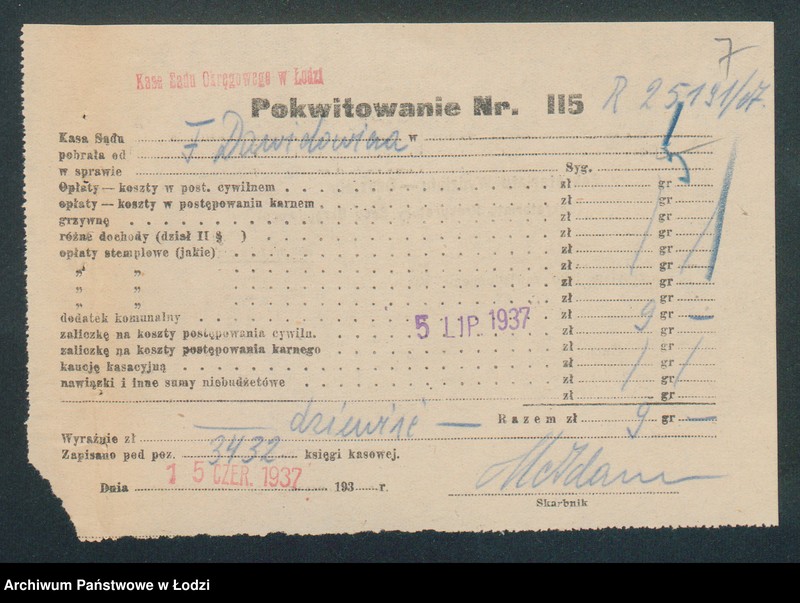 7
Kasa Sądu Okręgowego w Łodzi
Pokwitowanie Nr. 115
Kasa Sądu w
pobrała od F Dawidowicza
w sprawie Syg.
Opłaty — koszty w post. cywilnem zł gr
opłaty — koszty w postępowaniu karnem zł gr
grzywnę zł gr
różne dochody (dział II § ) zł gr
opłaty stemplowe (jakie) zł gr
„ „ zł gr
„ „ zł gr
„ „ zł gr
dodatek komunalny zł 9 gr —
zaliczkę na koszty postępowania cywiln. zł gr
5 LIP. 1937
zaliczkę na koszty postępowania karnego zł gr
kaucję kasacyjną zł gr
nawiązki i inne sumy niebudżetowe zł gr
zł gr
Razem zł 9 gr —
Wyraźnie zł — dziewięć —
Zapisano pod poz. 3432 księgi kasowej.
Dnia 15 CZER. 1937 193 r.
Skarbnik
Archiwum Państwowe w Łodzi